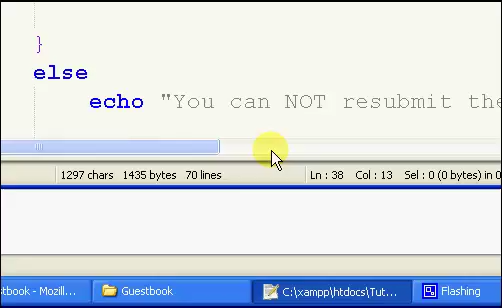 }
else
echo "You can NOT resubmit the
1297 chars 1435 bytes 70 lines Ln : 38 Col : 13 Sel : 0 (0 bytes) in 0
stbook - Mozill... Guestbook C:\xampp\htdocs\Tut... Flashing